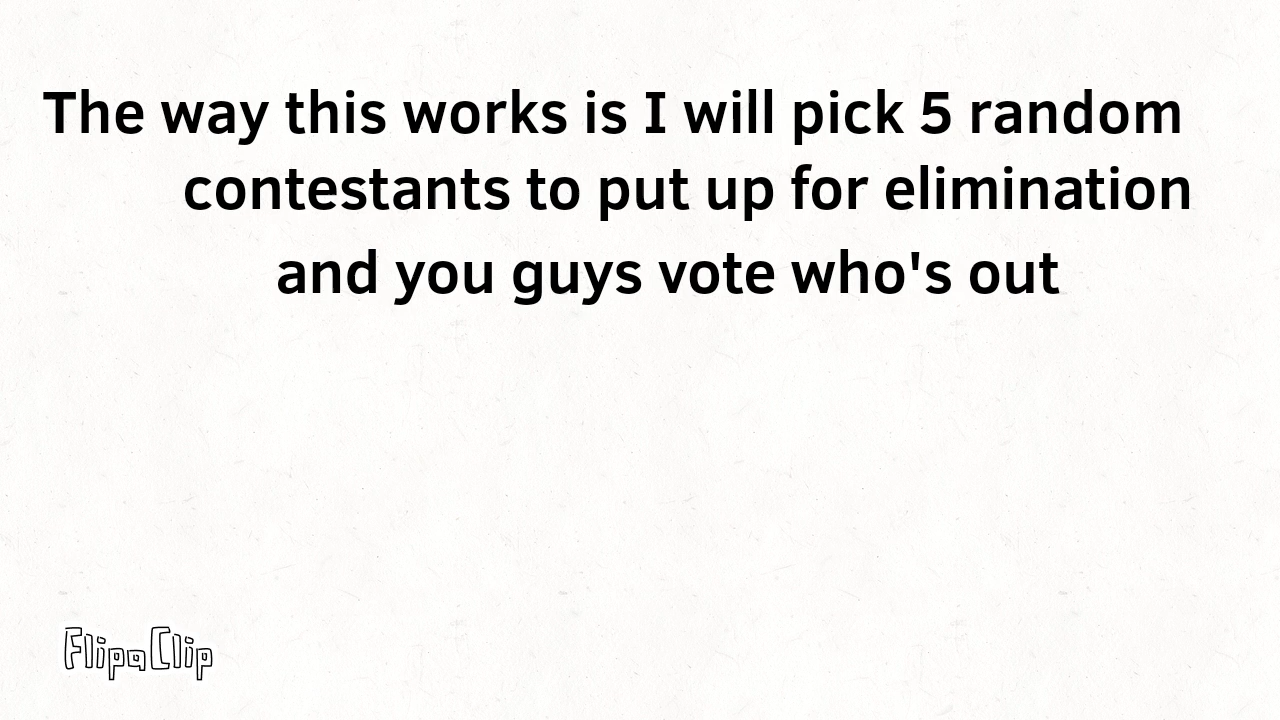 The way this works is I will pick 5 random
contestants to put up for elimination
and you guys vote who's out
FlipaClip